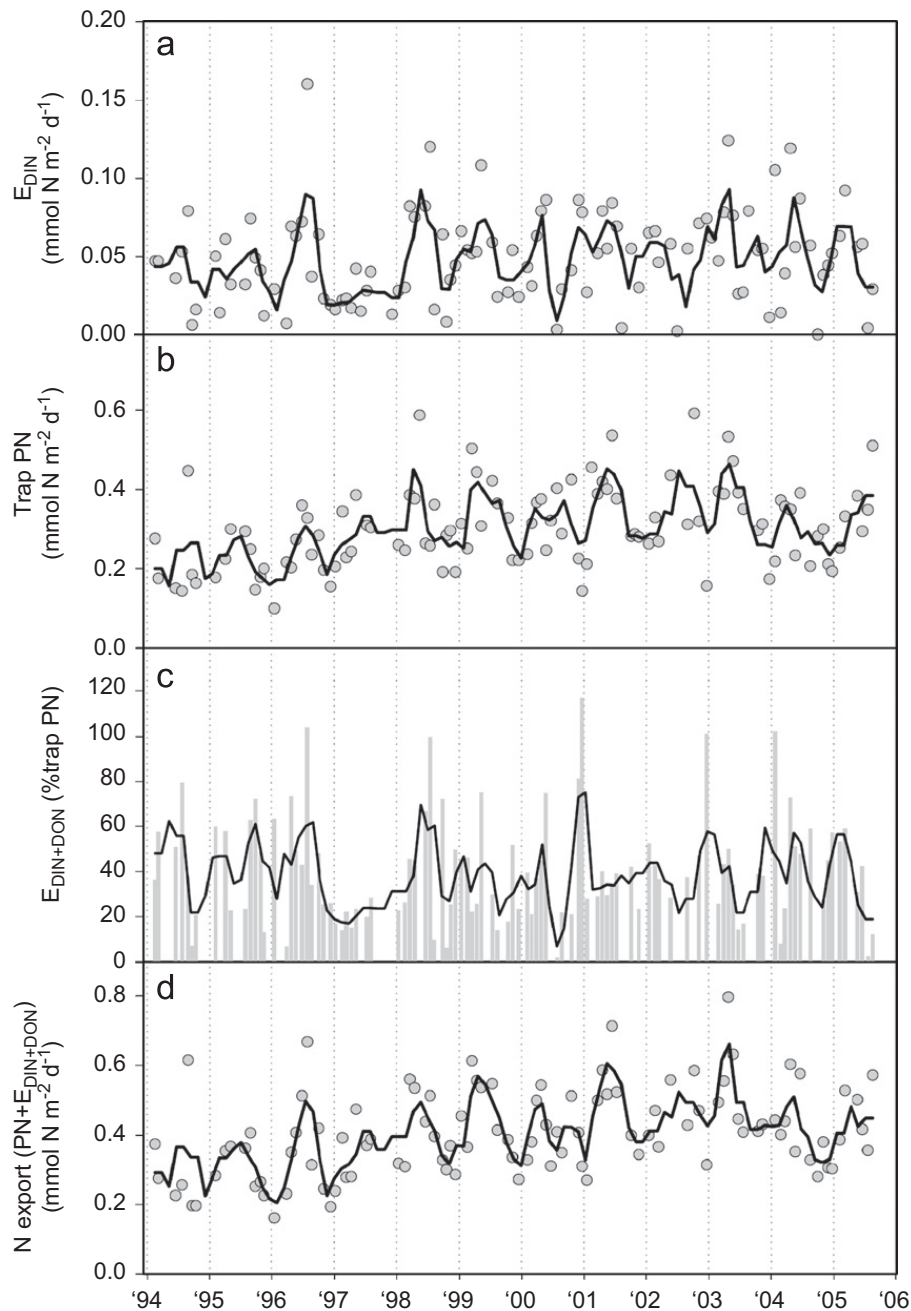 a
0.20
0.15
0.10
0.05
0.00
E_DIN
(mmol N m⁻² d⁻¹)
b
0.6
0.4
0.2
0.0
Trap PN
(mmol N m⁻² d⁻¹)
c
120
100
80
60
40
20
0
E_DIN+DON (%trap PN)
d
0.8
0.6
0.4
0.2
0.0
N export (PN+E_DIN+DON)
(mmol N m⁻² d⁻¹)
‘94 ‘95 ‘96 ‘97 ‘98 ‘99 ‘00 ‘01 ‘02 ‘03 ‘04 ‘05 ‘06